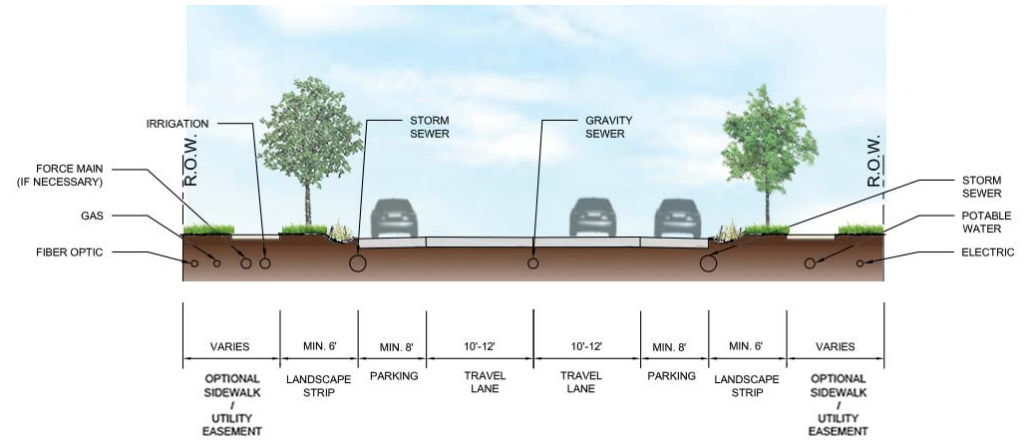 IRRIGATION
STORM
SEWER
GRAVITY
SEWER
R.O.W.
R.O.W.
FORCE MAIN
(IF NECESSARY)
GAS
FIBER OPTIC
STORM
SEWER
POTABLE
WATER
ELECTRIC
VARIES
MIN. 6'
MIN. 8'
10'-12'
10'-12'
MIN. 8'
MIN. 6'
VARIES
OPTIONAL
SIDEWALK
/
UTILITY
EASEMENT
LANDSCAPE
STRIP
PARKING
TRAVEL
LANE
TRAVEL
LANE
PARKING
LANDSCAPE
STRIP
OPTIONAL
SIDEWALK
/
UTILITY
EASEMENT